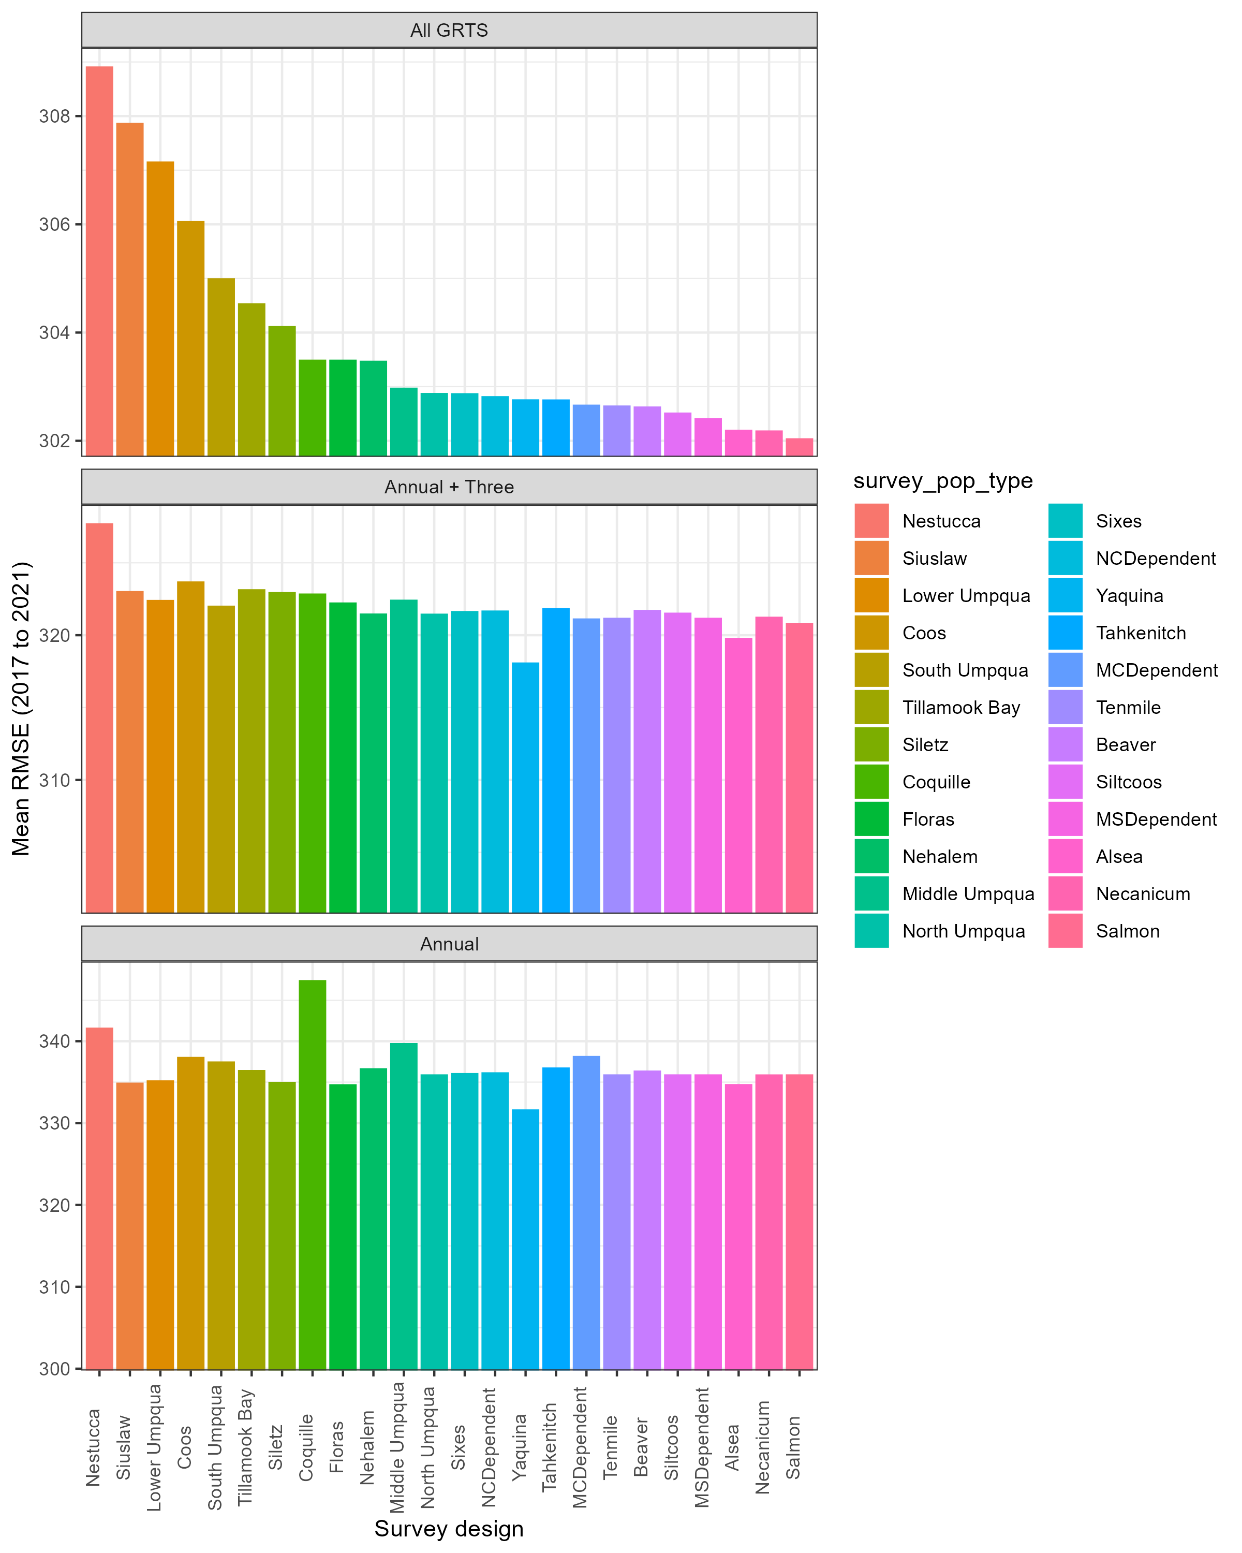 All GRTS
308
306
304
302
Annual + Three
320
310
Annual
340
330
320
310
300
Mean RMSE (2017 to 2021)
Nestucca
Siuslaw
Lower Umpqua
Coos
South Umpqua
Tillamook Bay
Siletz
Coquille
Floras
Nehalem
Middle Umpqua
North Umpqua
Sixes
NCDependent
Yaquina
Tahkenitch
MCDependent
Tenmile
Beaver
Siltcoos
MSDependent
Alsea
Necanicum
Salmon
Survey design
survey_pop_type
Nestucca
Siuslaw
Lower Umpqua
Coos
South Umpqua
Tillamook Bay
Siletz
Coquille
Floras
Nehalem
Middle Umpqua
North Umpqua
Sixes
NCDependent
Yaquina
Tahkenitch
MCDependent
Tenmile
Beaver
Siltcoos
MSDependent
Alsea
Necanicum
Salmon